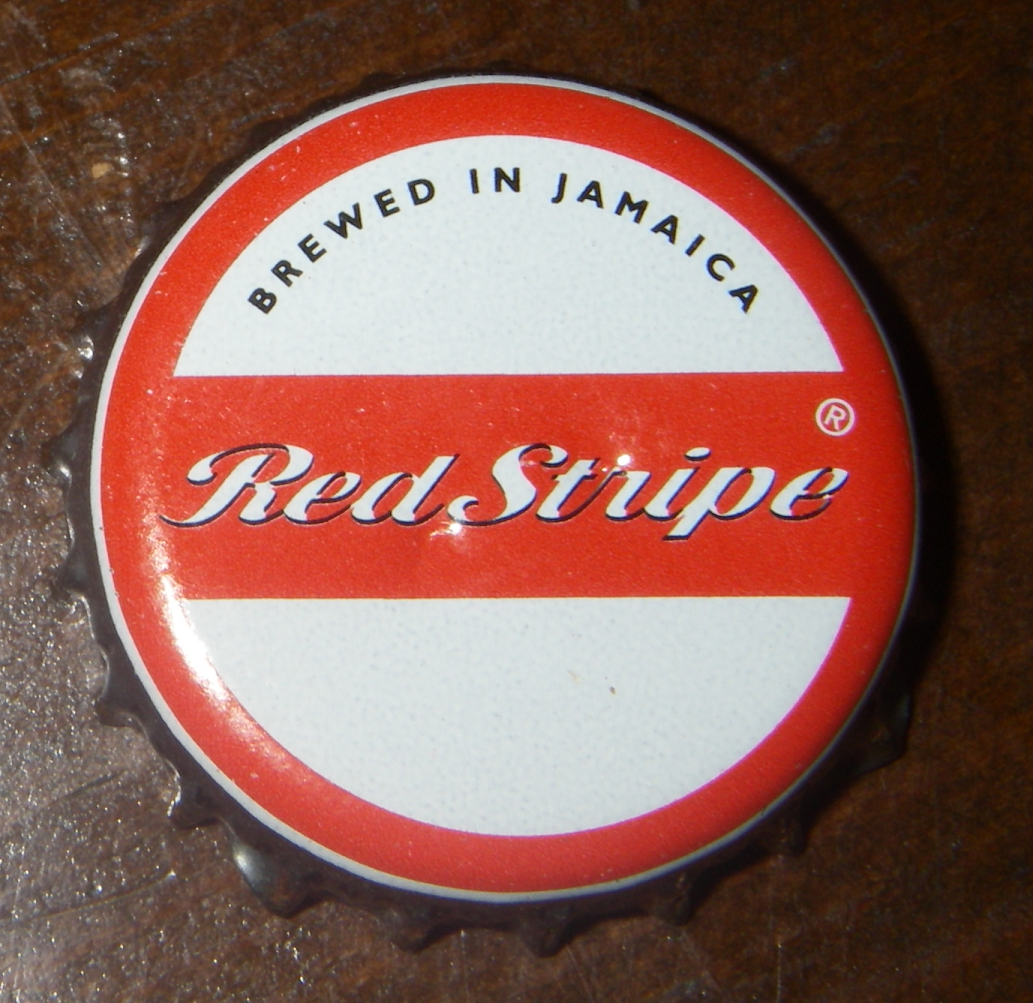 BREWED IN JAMAICA
®
Red Stripe